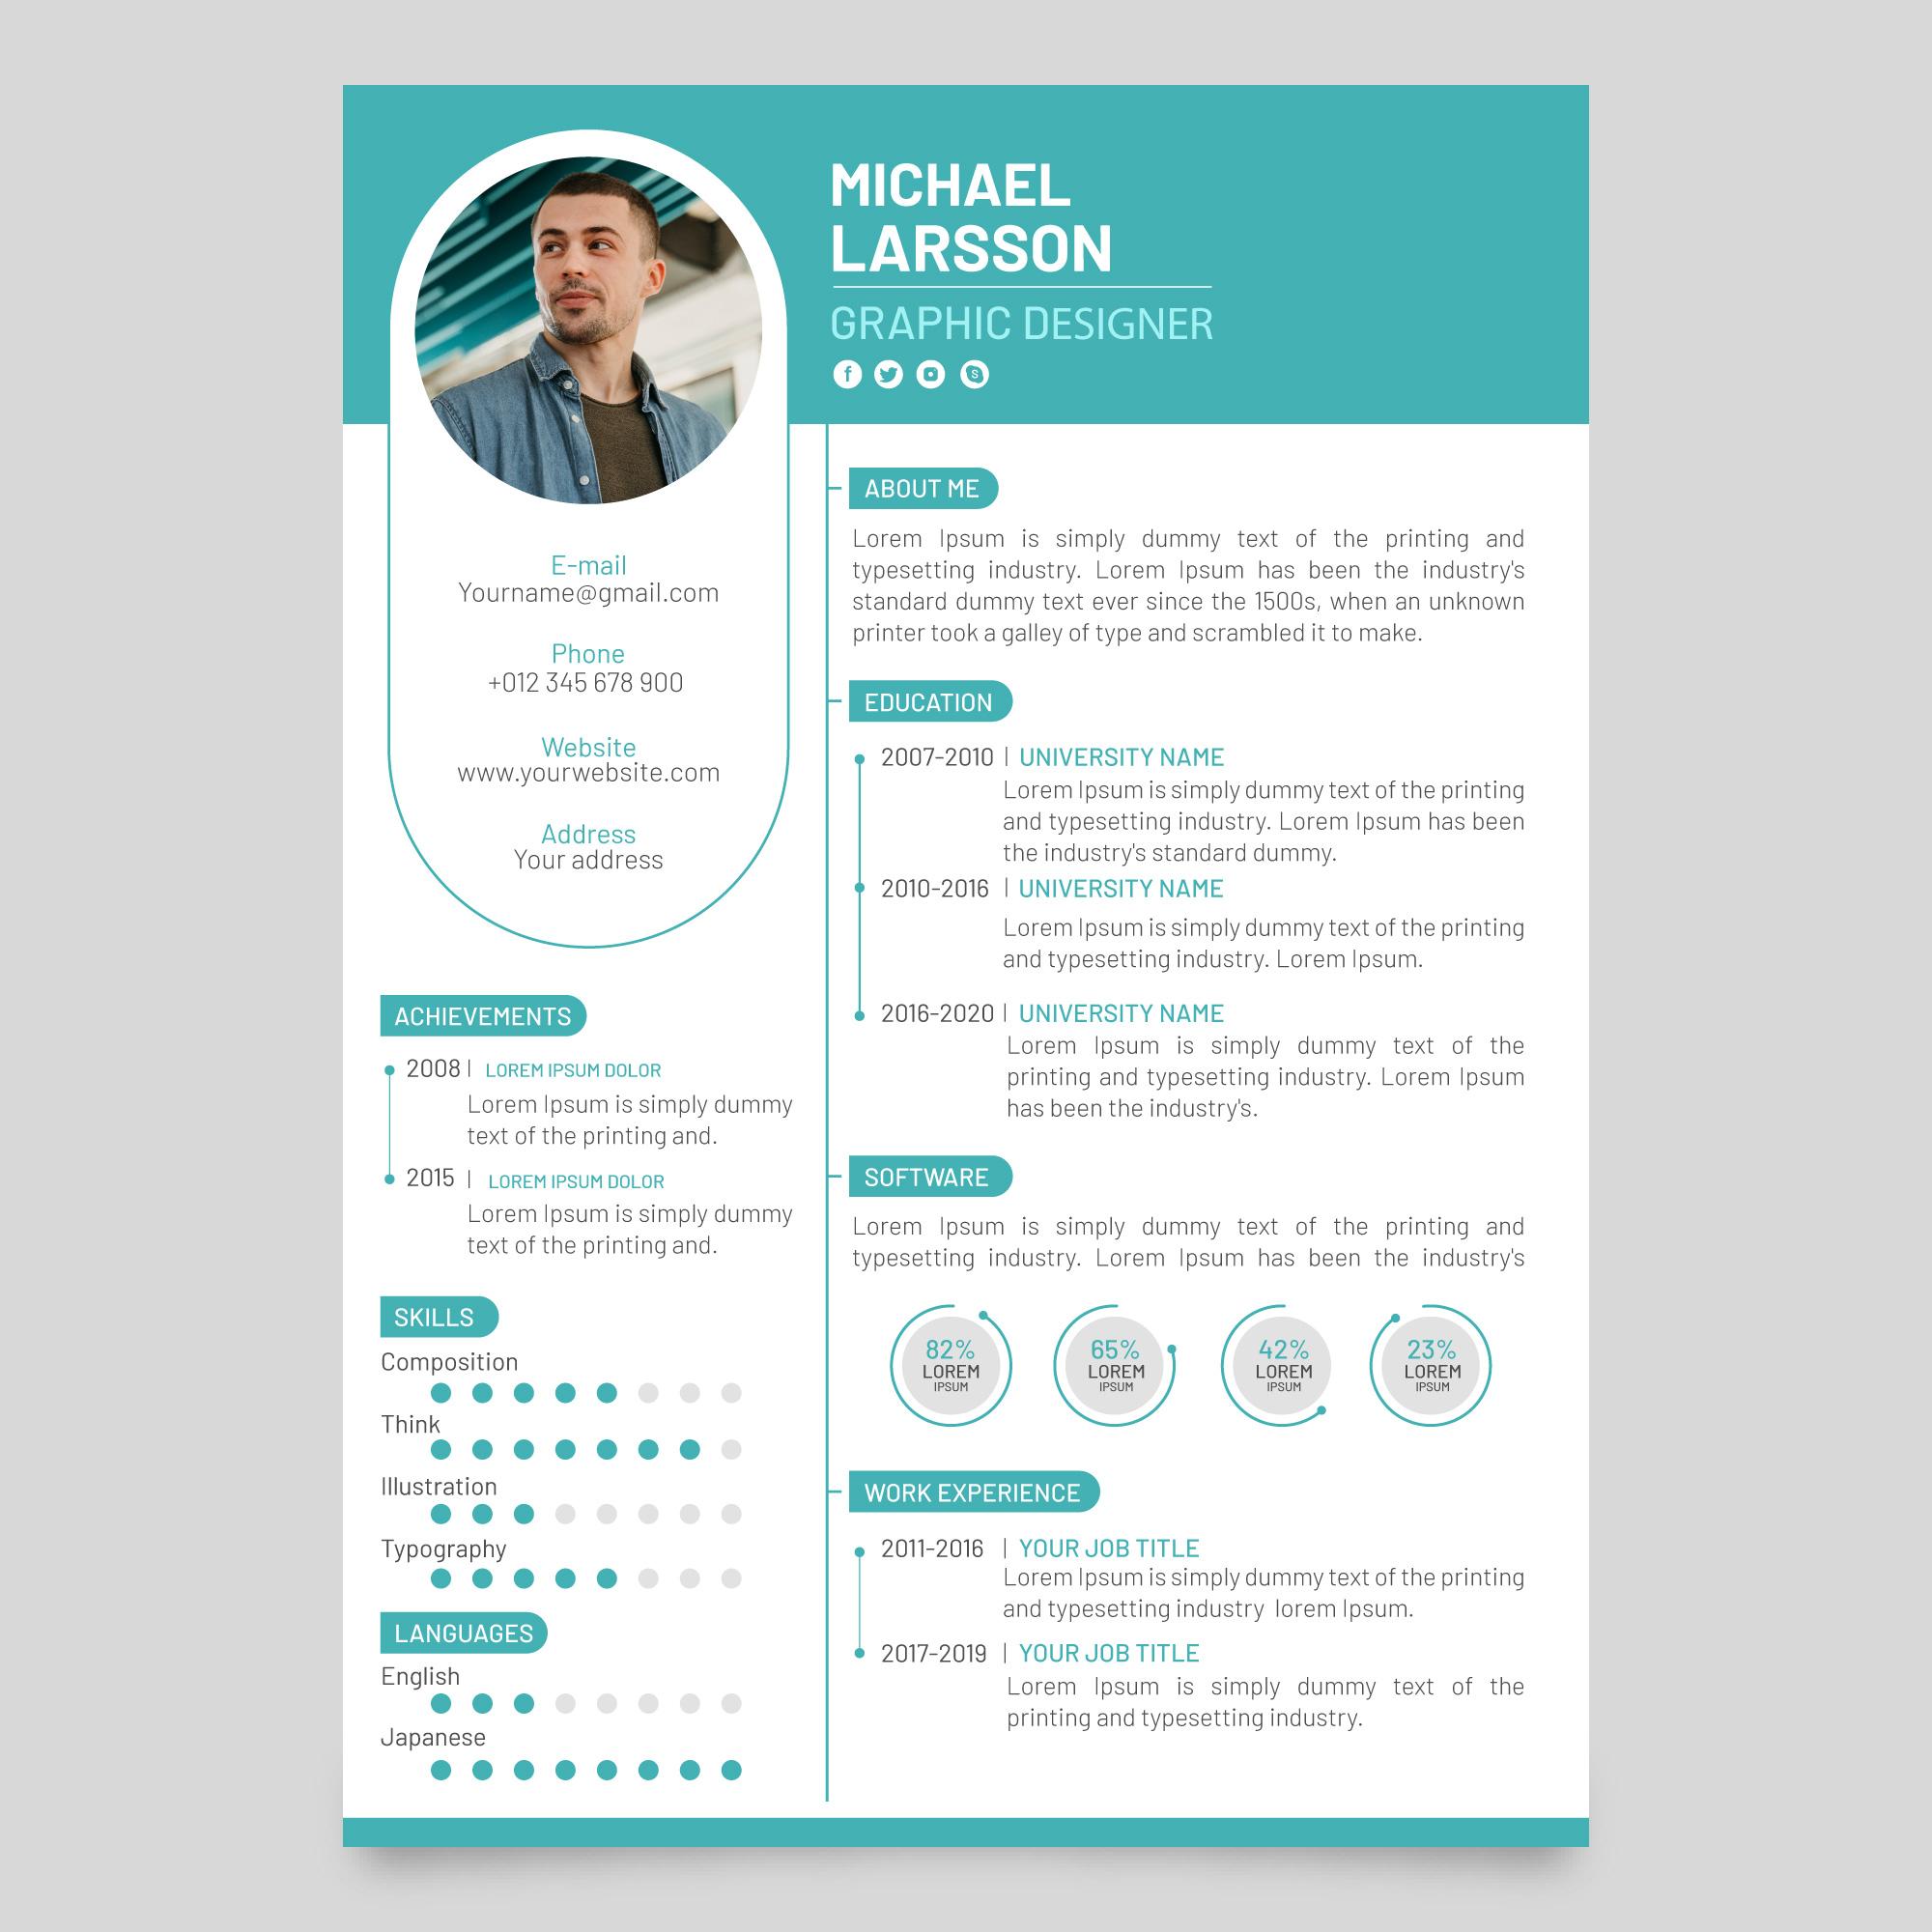 MICHAEL
LARSSON
GRAPHIC DESIGNER
E-mail
Yourname@gmail.com
Phone
+012 345 678 900
Website
www.yourwebsite.com
Address
Your address
ACHIEVEMENTS
2008 | LOREM IPSUM DOLOR
Lorem Ipsum is simply dummy
text of the printing and.
2015 | LOREM IPSUM DOLOR
Lorem Ipsum is simply dummy
text of the printing and.
SKILLS
Composition
Think
Illustration
Typography
LANGUAGES
English
Japanese
ABOUT ME
Lorem Ipsum is simply dummy text of the printing and
typesetting industry. Lorem Ipsum has been the industry's
standard dummy text ever since the 1500s, when an unknown
printer took a galley of type and scrambled it to make.
EDUCATION
2007-2010 | UNIVERSITY NAME
Lorem Ipsum is simply dummy text of the printing
and typesetting industry. Lorem Ipsum has been
the industry's standard dummy.
2010-2016 | UNIVERSITY NAME
Lorem Ipsum is simply dummy text of the printing
and typesetting industry. Lorem Ipsum.
2016-2020 | UNIVERSITY NAME
Lorem Ipsum is simply dummy text of the
printing and typesetting industry. Lorem Ipsum
has been the industry's.
SOFTWARE
Lorem Ipsum is simply dummy text of the printing and
typesetting industry. Lorem Ipsum has been the industry's
82%
LOREM
IPSUM
65%
LOREM
IPSUM
42%
LOREM
IPSUM
23%
LOREM
IPSUM
WORK EXPERIENCE
2011-2016 | YOUR JOB TITLE
Lorem Ipsum is simply dummy text of the printing
and typesetting industry lorem Ipsum.
2017-2019 | YOUR JOB TITLE
Lorem Ipsum is simply dummy text of the
printing and typesetting industry.